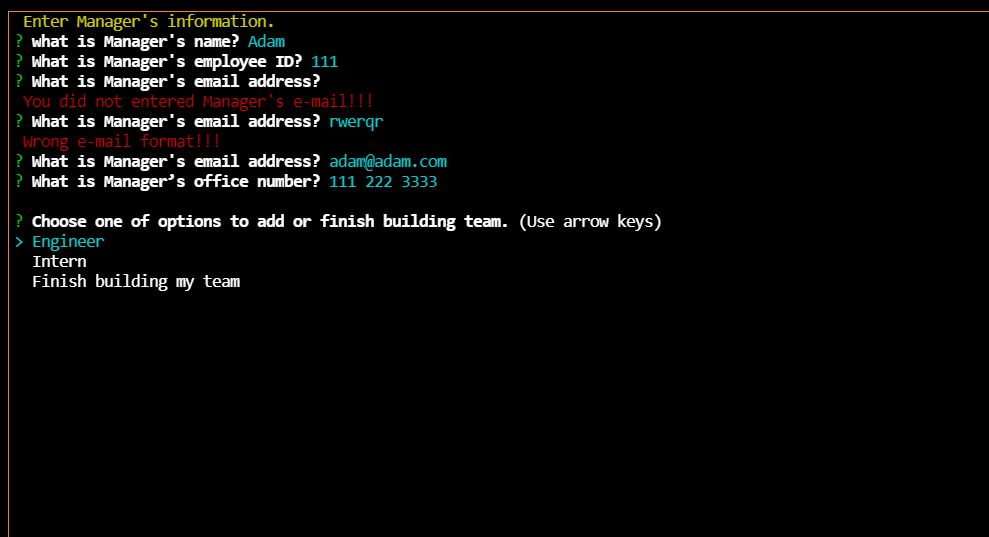 Enter Manager's information.
? what is Manager's name? Adam
? What is Manager's employee ID? 111
? What is Manager's email address?
You did not entered Manager's e-mail!!!
? What is Manager's email address? rwerqr
Wrong e-mail format!!!
? What is Manager's email address? adam@adam.com
? What is Manager’s office number? 111 222 3333
? Choose one of options to add or finish building team. (Use arrow keys)
> Engineer
Intern
Finish building my team